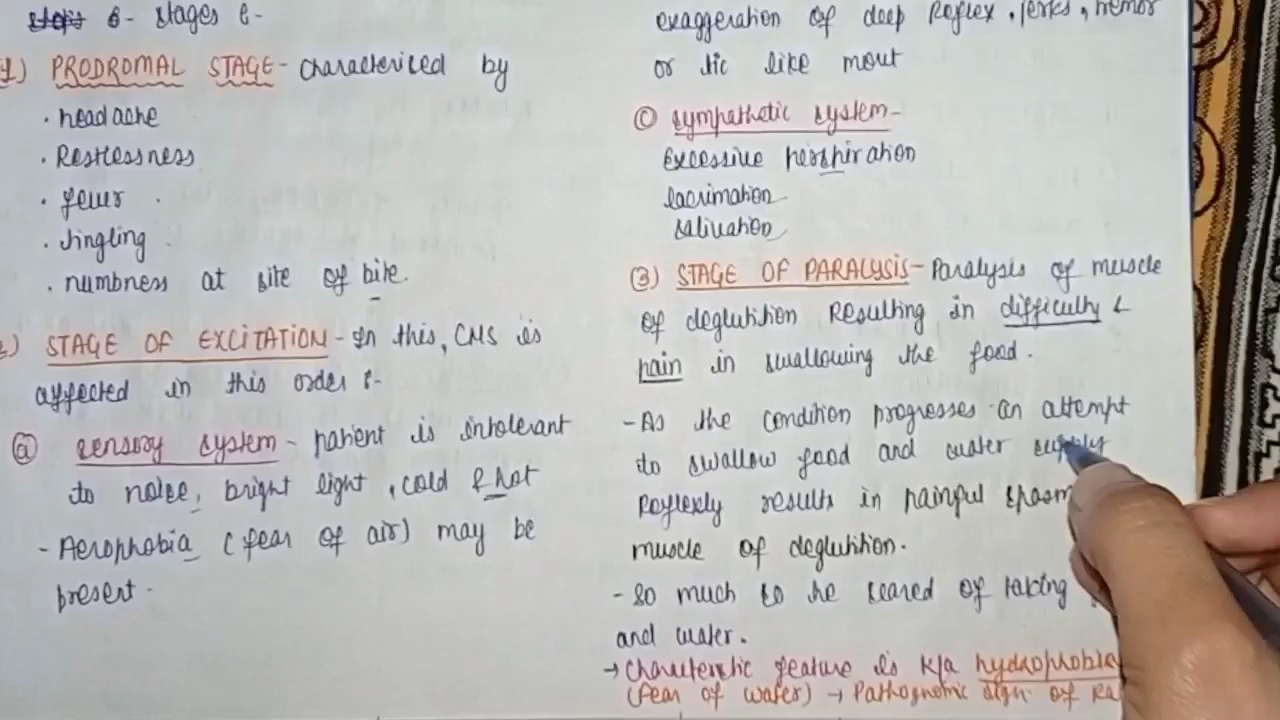 6- stages :-
1) PRODROMAL STAGE - Characterised by
· headache
· Restlessness
· fever
· tingling
· numbness at site of bite.
2) STAGE OF EXCITATION - In this, CNS is
affected in this order :-
(a) sensory system - patient is intolerant
to noise, bright light, cold & hot
- Aerophobia (fear of air) may be
present.
exaggeration of deep Reflex, jerks, tremor
or tic like
(c) sympathetic system -
Excessive perspiration
lacrimation
salivation
(3) STAGE OF PARALYSIS - Paralysis of muscle
of deglutition Resulting in difficulty &
pain in swallowing the food.
- As the condition progresses an attempt
to swallow food and water
Reflexly results in painful spasm
muscle of deglutition.
- So much so he scared of taking
and water.
→ Characteristic feature is k/a hydrophobia
(fear of water) → Pathognomic sign of Ra